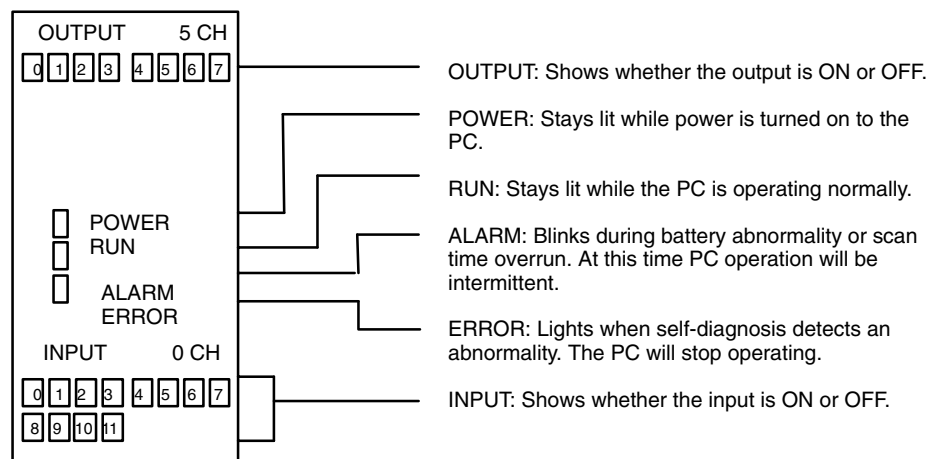 OUTPUT 5 CH
0 1 2 3 4 5 6 7
POWER
RUN
ALARM
ERROR
INPUT 0 CH
0 1 2 3 4 5 6 7
8 9 10 11
OUTPUT: Shows whether the output is ON or OFF.
POWER: Stays lit while power is turned on to the
PC.
RUN: Stays lit while the PC is operating normally.
ALARM: Blinks during battery abnormality or scan
time overrun. At this time PC operation will be
intermittent.
ERROR: Lights when self-diagnosis detects an
abnormality. The PC will stop operating.
INPUT: Shows whether the input is ON or OFF.